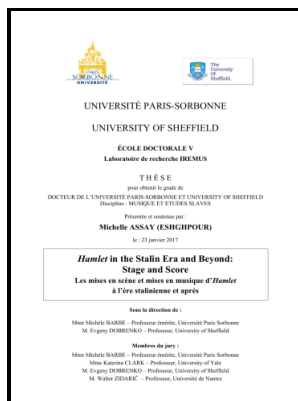 PARIS
SORBONNE
UNIVERSITÉ
The
University
Of
Sheffield.
UNIVERSITÉ PARIS-SORBONNE
UNIVERSITY OF SHEFFIELD
ÉCOLE DOCTORALE V
Laboratoire de recherche IREMUS
THÈSE
pour obtenir le grade de
DOCTEUR DE L'UNIVERSITÉ PARIS-SORBONNE ET UNIVERSITY OF SHEFFIELD
Discipline : MUSIQUE ET ETUDES SLAVES
Présentée et soutenue par :
Michelle ASSAY (ESHGHPOUR)
le : 23 janvier 2017
Hamlet in the Stalin Era and Beyond:
Stage and Score
Les mises en scène et mises en musique d'Hamlet
à l'ère stalinienne et après
Sous la direction de :
Mme Michèle BARBE – Professeur émérite, Université Paris Sorbonne
M. Evgeny DOBRENKO – Professeur, University of Sheffield
Membres du jury :
Mme Michèle BARBE – Professeur émérite, Université Paris Sorbonne
Mme Katerina CLARK – Professeur, University of Yale
M. Evgeny DOBRENKO – Professeur, University of Sheffield
M. Walter ZIDARIČ – Professeur, Université de Nantes